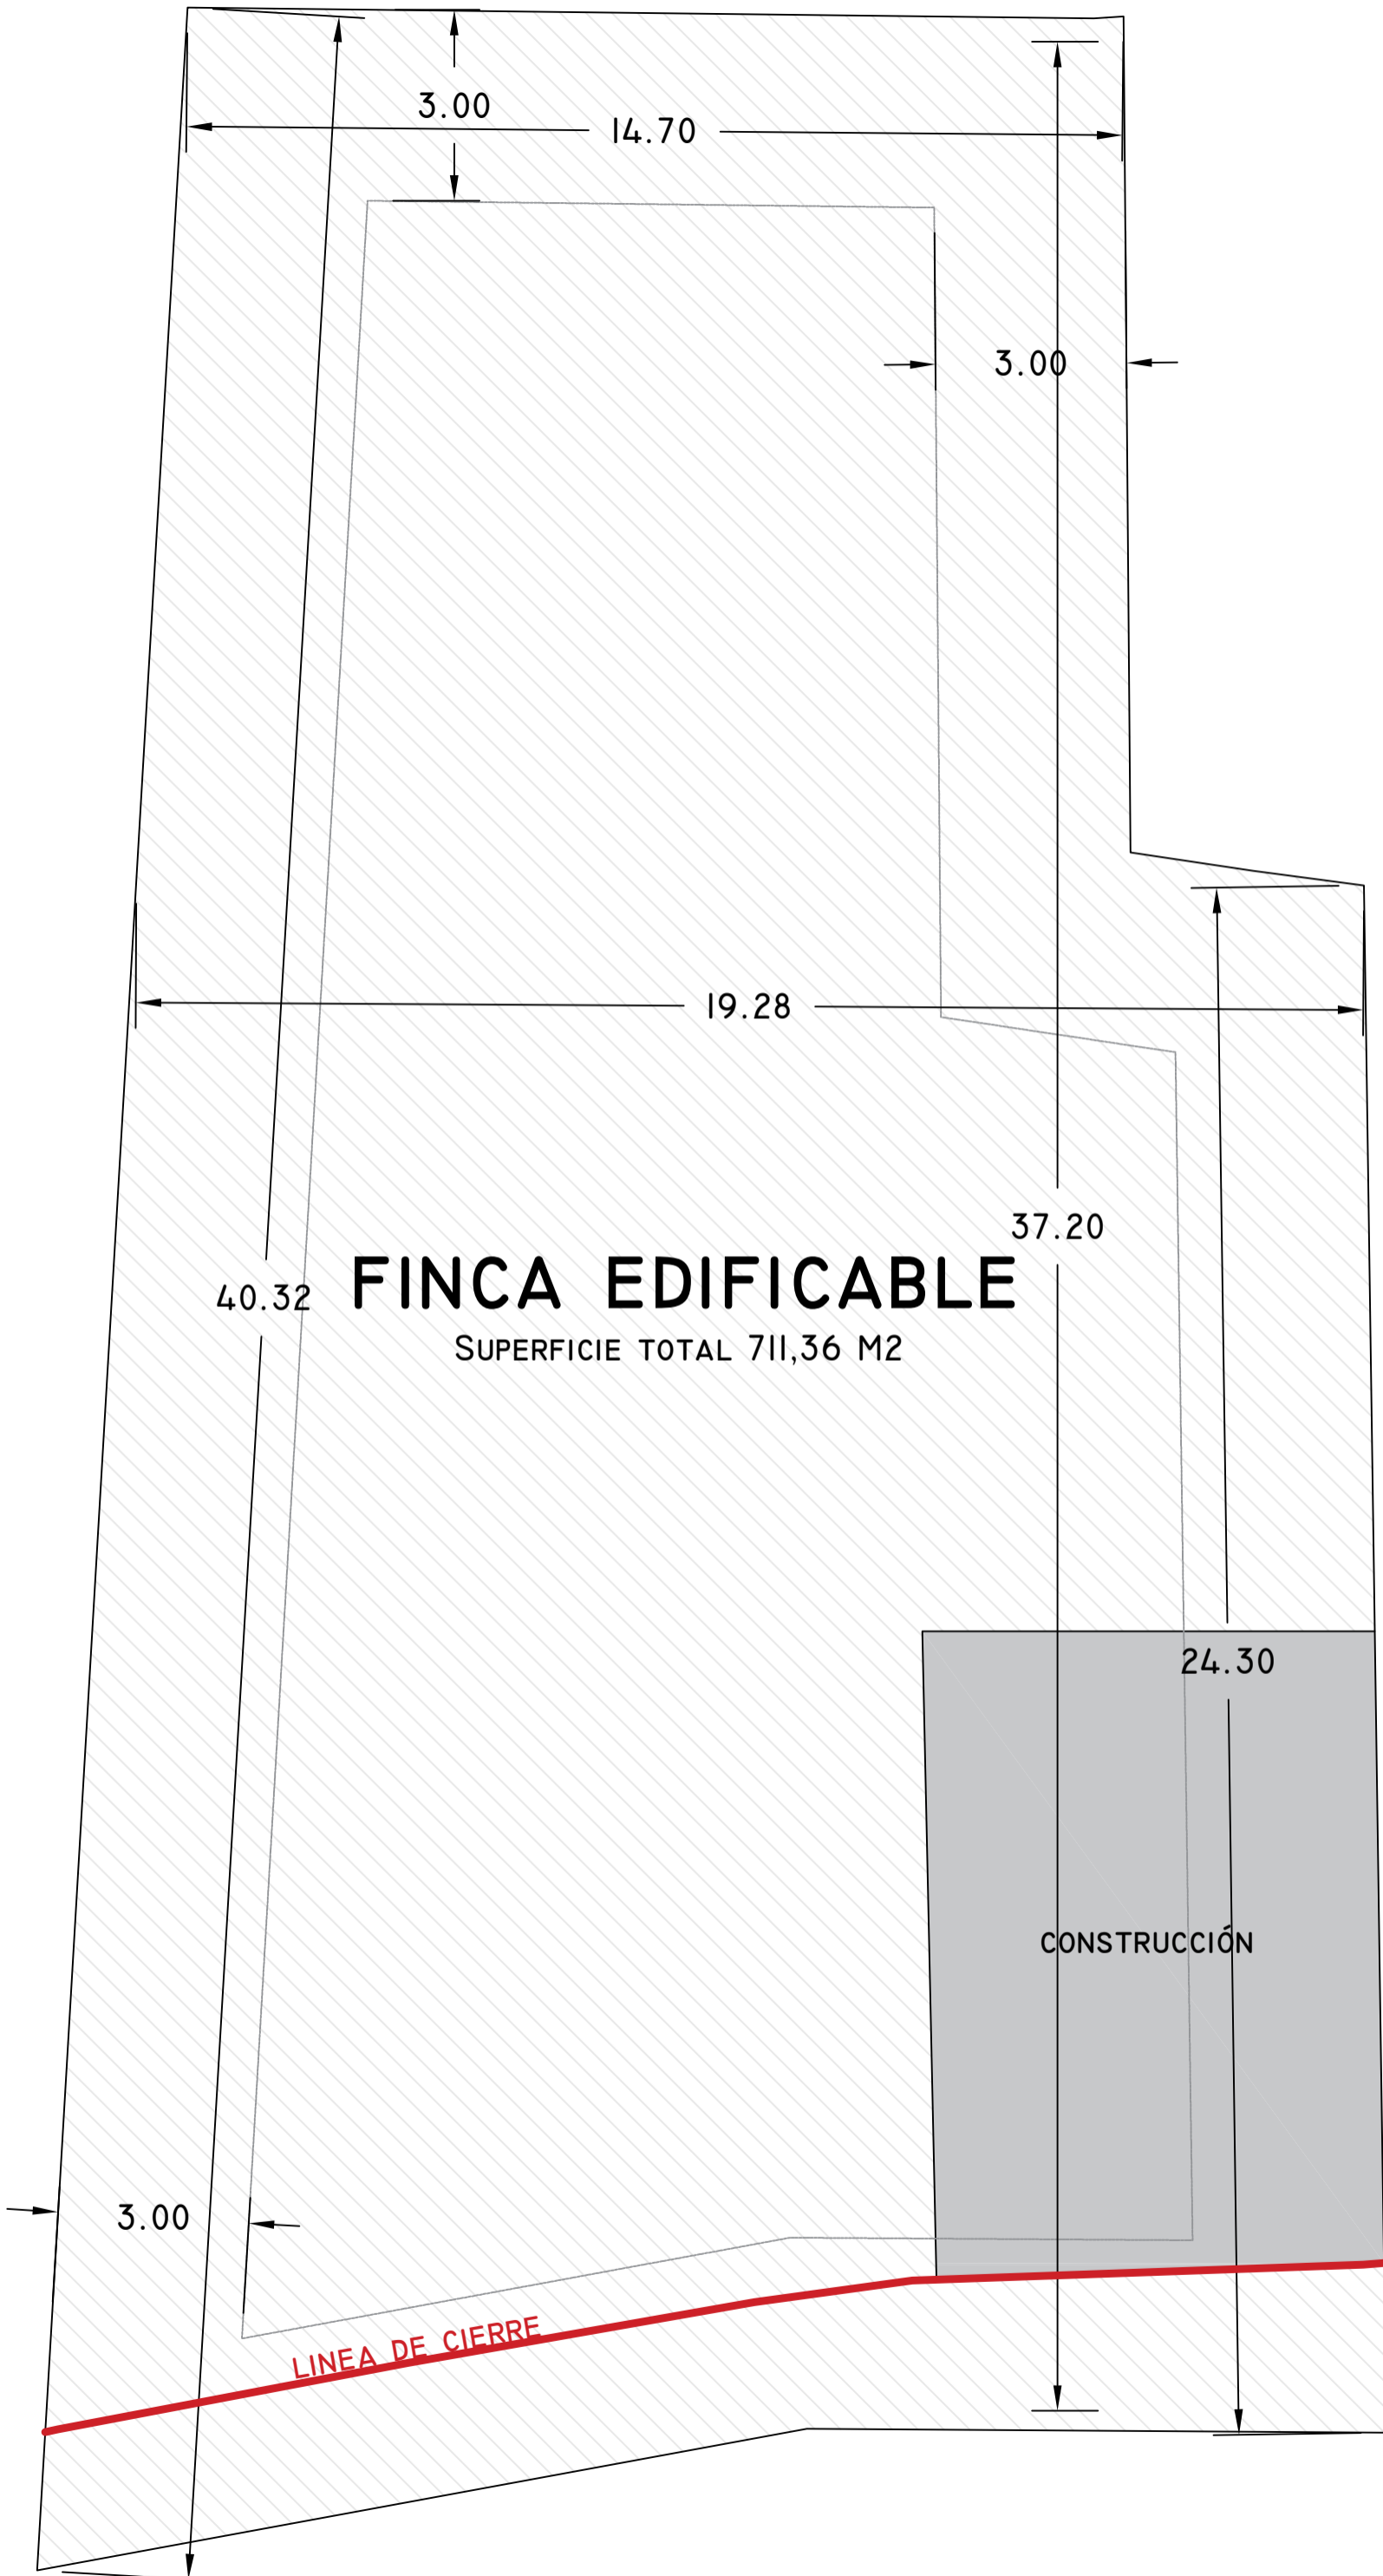 3.00
14.70
3.00
19.28
37.20
40.32
FINCA EDIFICABLE
SUPERFICIE TOTAL 711,36 M2
24.30
CONSTRUCCIÓN
3.00
LINEA DE CIERRE